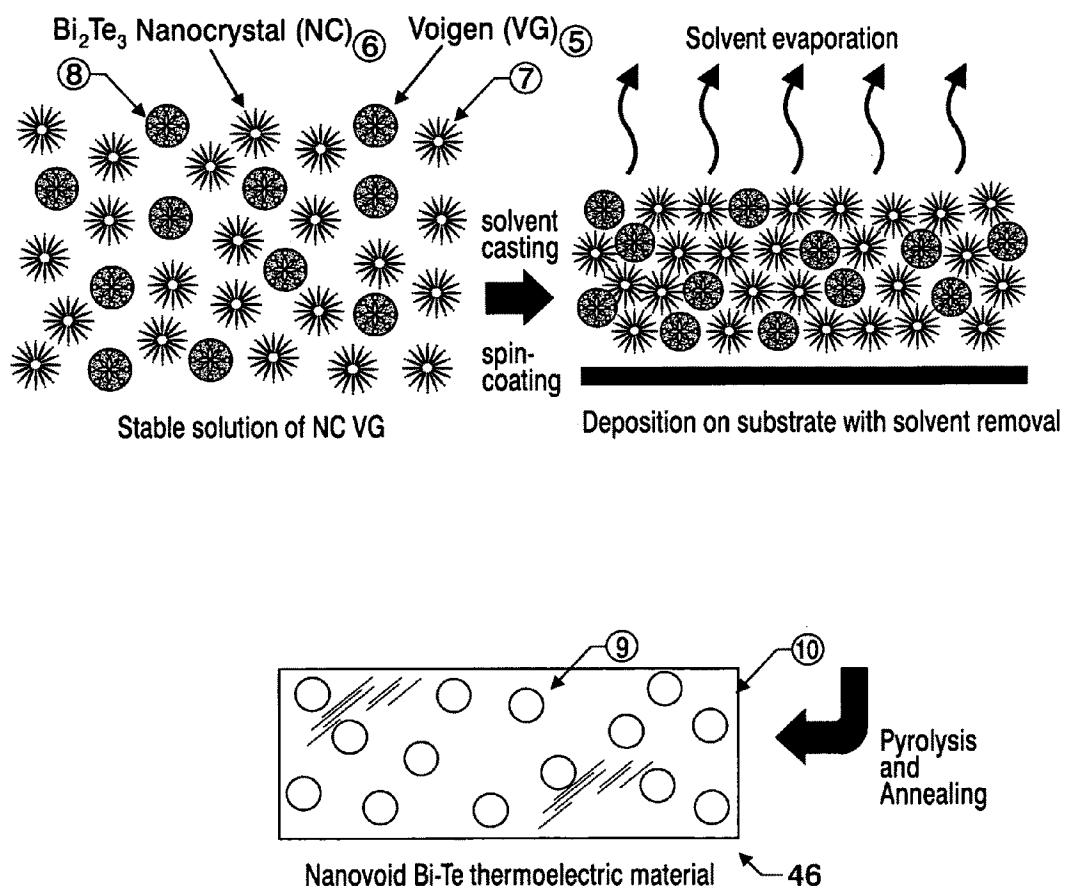 Bi₂Te₃ Nanocrystal (NC) ⑥
Voigen (VG) ⑤
Solvent evaporation
⑧
⑦
solvent
casting
spin-
coating
Stable solution of NC VG
Deposition on substrate with solvent removal
⑨
⑩
Pyrolysis
and
Annealing
Nanovoid Bi-Te thermoelectric material
46